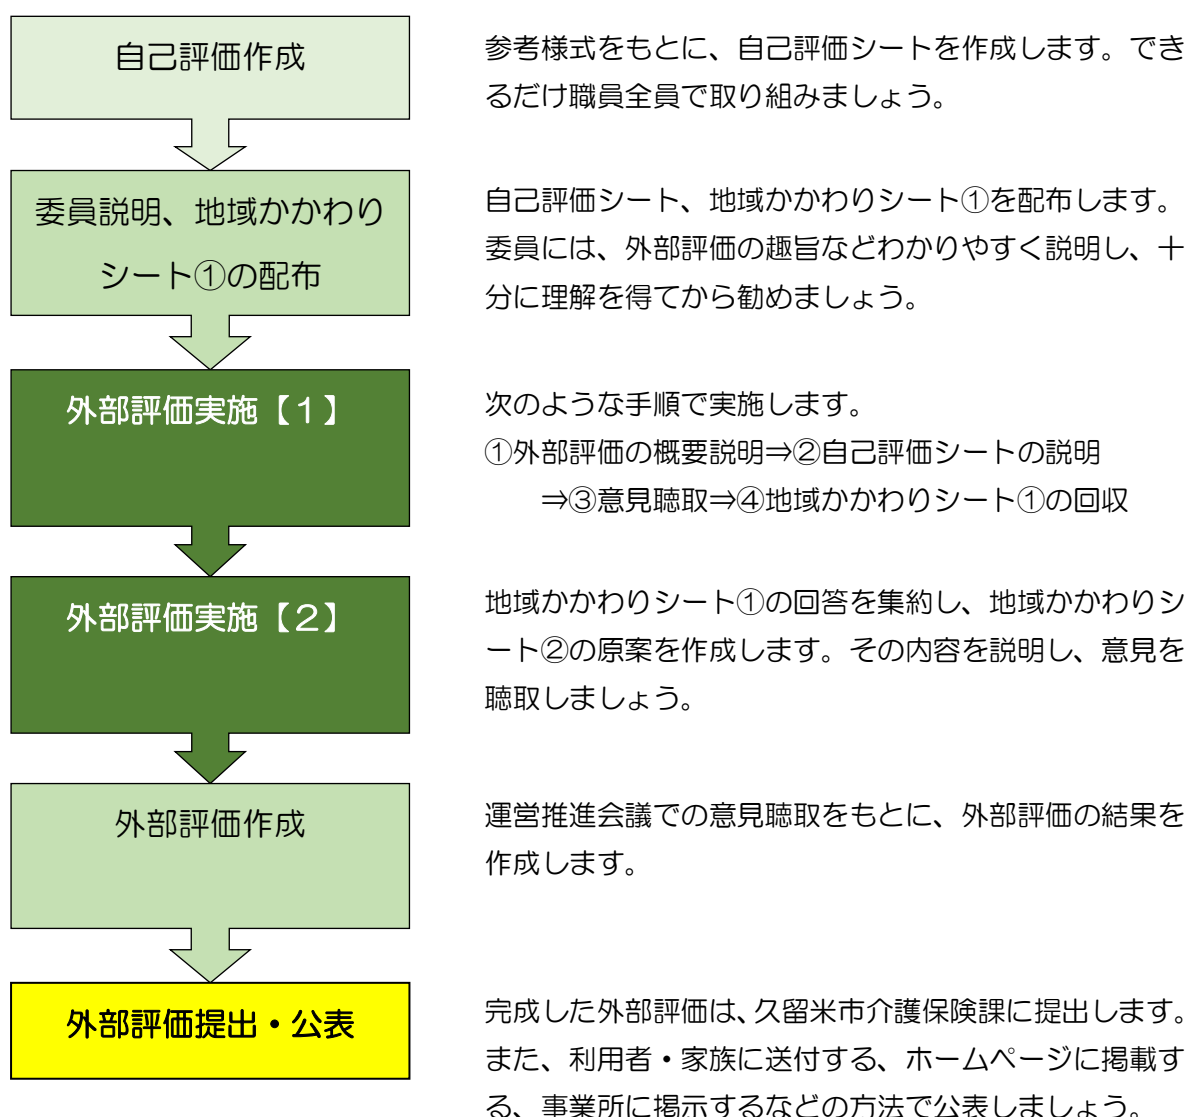 自己評価作成
参考様式をもとに、自己評価シートを作成します。でき
るだけ職員全員で取り組みましょう。
委員説明、地域かかわり
シート①の配布
自己評価シート、地域かかわりシート①を配布します。
委員には、外部評価の趣旨などわかりやすく説明し、十
分に理解を得てから勧めましょう。
外部評価実施【１】
次のような手順で実施します。
①外部評価の概要説明⇒②自己評価シートの説明
⇒③意見聴取⇒④地域かかわりシート①の回収
外部評価実施【２】
地域かかわりシート①の回答を集約し、地域かかわりシ
ート②の原案を作成します。その内容を説明し、意見を
聴取しましょう。
外部評価作成
運営推進会議での意見聴取をもとに、外部評価の結果を
作成します。
外部評価提出・公表
完成した外部評価は、久留米市介護保険課に提出します。
また、利用者・家族に送付する、ホームページに掲載す
る、事業所に掲示するなどの方法で公表しましょう。